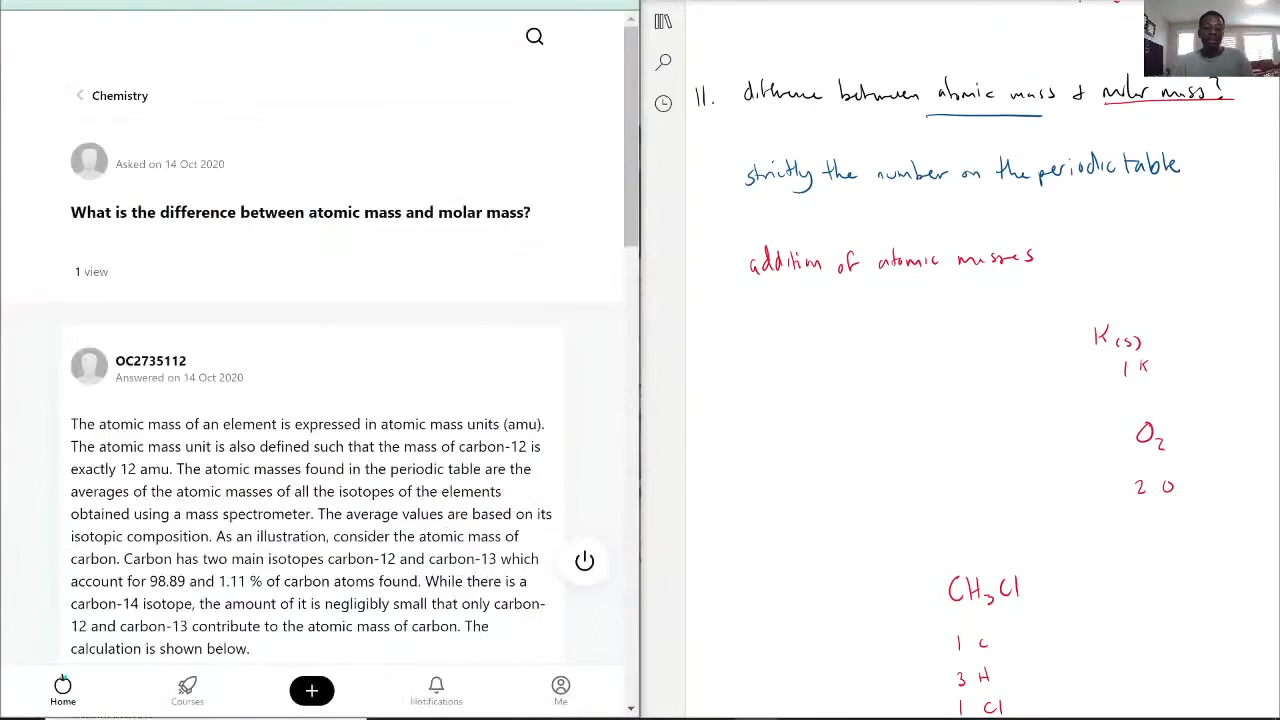 Chemistry
Asked on 14 Oct 2020
What is the difference between atomic mass and molar mass?
1 view
OC2735112
Answered on 14 Oct 2020
The atomic mass of an element is expressed in atomic mass units (amu).
The atomic mass unit is also defined such that the mass of carbon-12 is
exactly 12 amu. The atomic masses found in the periodic table are the
averages of the atomic masses of all the isotopes of the elements
obtained using a mass spectrometer. The average values are based on its
isotopic composition. As an illustration, consider the atomic mass of
carbon. Carbon has two main isotopes carbon-12 and carbon-13 which
account for 98.89 and 1.11 % of carbon atoms found. While there is a
carbon-14 isotope, the amount of it is negligibly small that only carbon-
12 and carbon-13 contribute to the atomic mass of carbon. The
calculation is shown below.
Home
Courses
Notifications
Me
11. difference between atomic mass & molar mass?
strictly the number on the periodic table
addition of atomic masses
K(s)
1 K
O2
2 O
CH3Cl
1 C
3 H
1 Cl